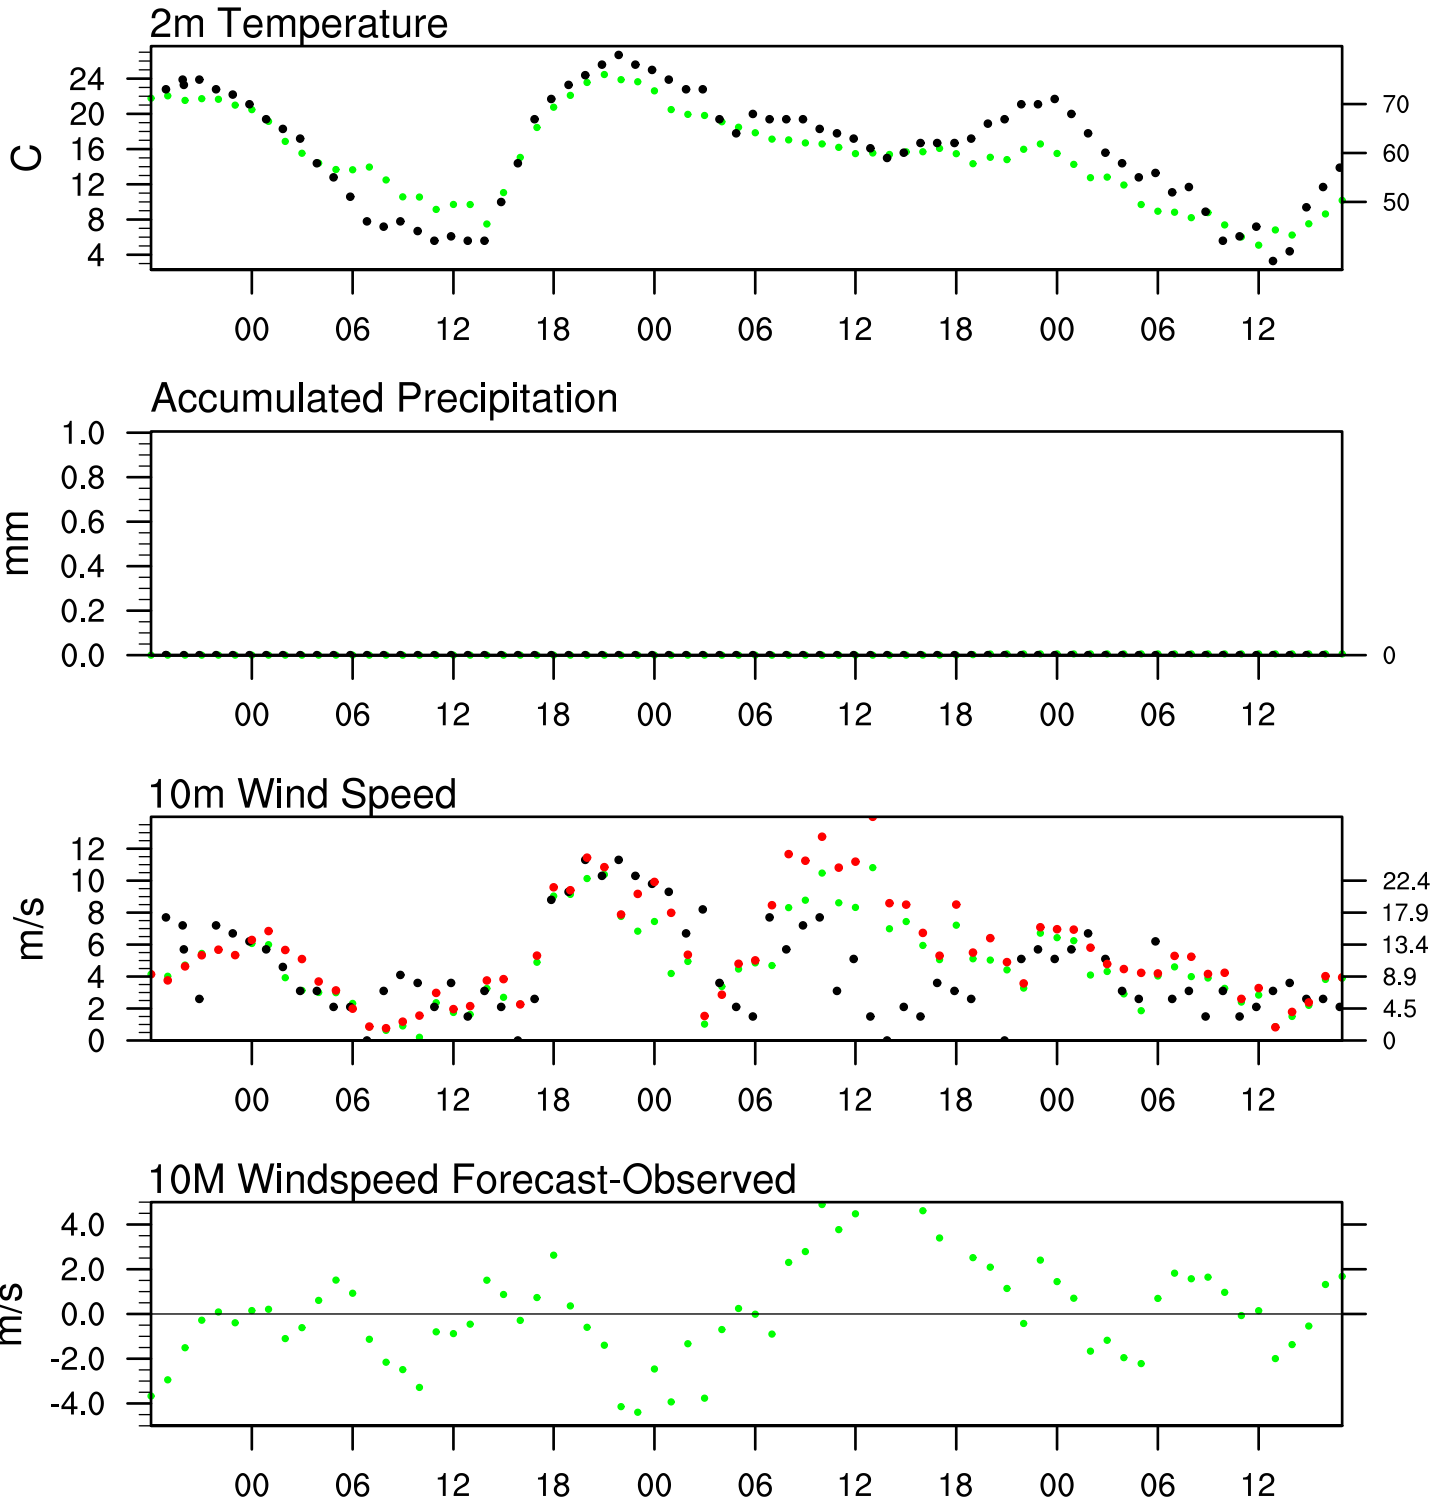 2m Temperature
24
20
16
12
8
4
C
70
60
50
00 06 12 18 00 06 12 18 00 06 12
Accumulated Precipitation
1.0
0.8
0.6
0.4
0.2
0.0
mm
0
00 06 12 18 00 06 12 18 00 06 12
10m Wind Speed
12
10
8
6
4
2
0
m/s
22.4
17.9
13.4
8.9
4.5
0
00 06 12 18 00 06 12 18 00 06 12
10M Windspeed Forecast-Observed
4.0
2.0
0.0
-2.0
-4.0
m/s
00 06 12 18 00 06 12 18 00 06 12